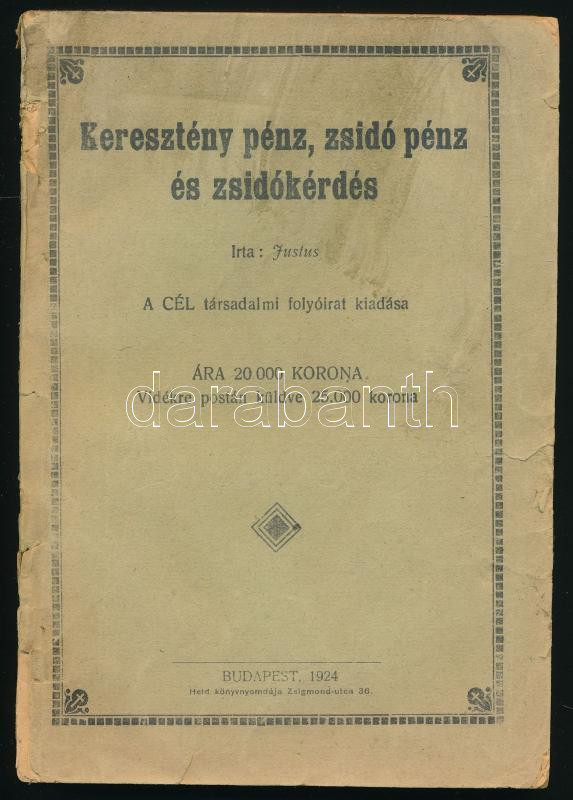 Keresztény pénz, zsidó pénz
és zsidókérdés
Irta: Justus
A CÉL társadalmi folyóirat kiadása
ÁRA 20 000 KORONA.
Vidékre postán küldve 25.000 korona
darabanth
BUDAPEST, 1924
Held könyvnyomdája Zsigmond-utca 36.